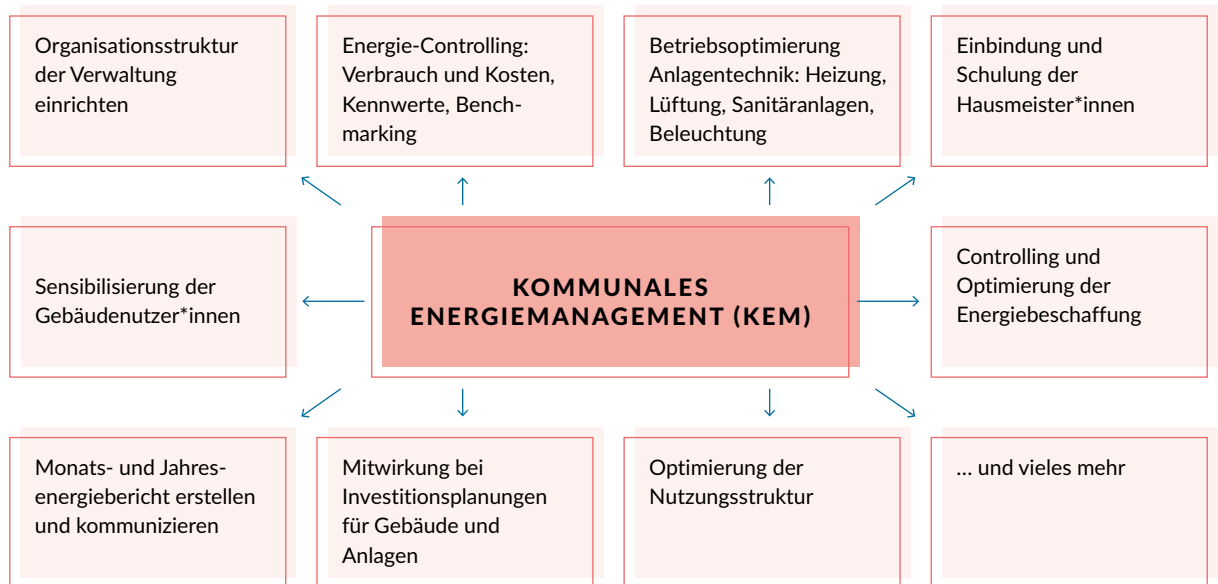 Organisationsstruktur
der Verwaltung
einrichten
Energie-Controlling:
Verbrauch und Kosten,
Kennwerte, Bench-
marking
Betriebsoptimierung
Anlagentechnik: Heizung,
Lüftung, Sanitäranlagen,
Beleuchtung
Einbindung und
Schulung der
Hausmeister*innen
Sensibilisierung der
Gebäudenutzer*innen
KOMMUNALES
ENERGIEMANAGEMENT (KEM)
Controlling und
Optimierung der
Energiebeschaffung
Monats- und Jahres-
energiebericht erstellen
und kommunizieren
Mitwirkung bei
Investitionsplanungen
für Gebäude und
Anlagen
Optimierung der
Nutzungsstruktur
... und vieles mehr